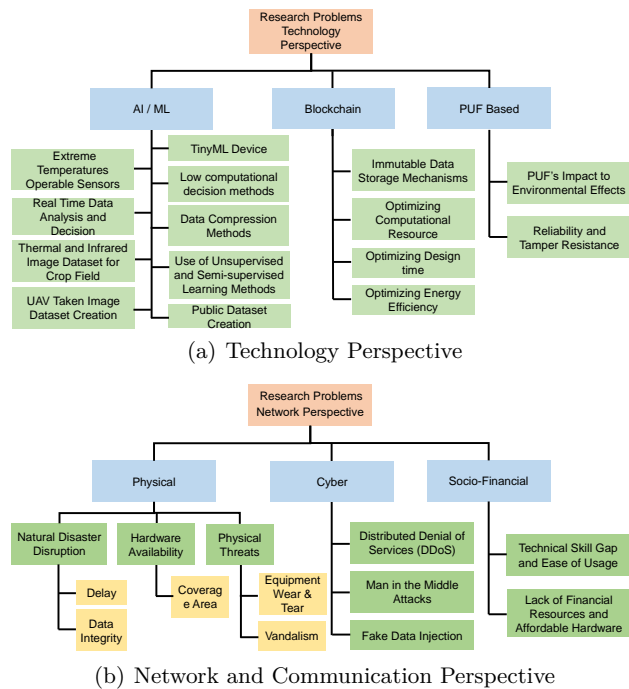 Research Problems
Technology
Perspective
AI / ML
Blockchain
PUF Based
Extreme
Temperatures
Operable Sensors
Real Time Data
Analysis and
Decision
Thermal and Infrared
Image Dataset for
Crop Field
UAV Taken Image
Dataset Creation
TinyML Device
Low computational
decision methods
Data Compression
Methods
Use of Unsupervised
and Semi-supervised
Learning Methods
Public Dataset
Creation
Immutable Data
Storage Mechanisms
Optimizing
Computational
Resource
Optimizing Design
time
Optimizing Energy
Efficiency
PUF's Impact to
Environmental Effects
Reliability and
Tamper Resistance
(a) Technology Perspective
Research Problems
Network Perspective
Physical
Cyber
Socio-Financial
Natural Disaster
Disruption
Delay
Data
Integrity
Hardware
Availability
Coverag
e Area
Physical
Threats
Equipment
Wear &
Tear
Vandalism
Distributed Denial of
Services (DDoS)
Man in the Middle
Attacks
Fake Data Injection
Technical Skill Gap
and Ease of Usage
Lack of Financial
Resources and
Affordable Hardware
(b) Network and Communication Perspective